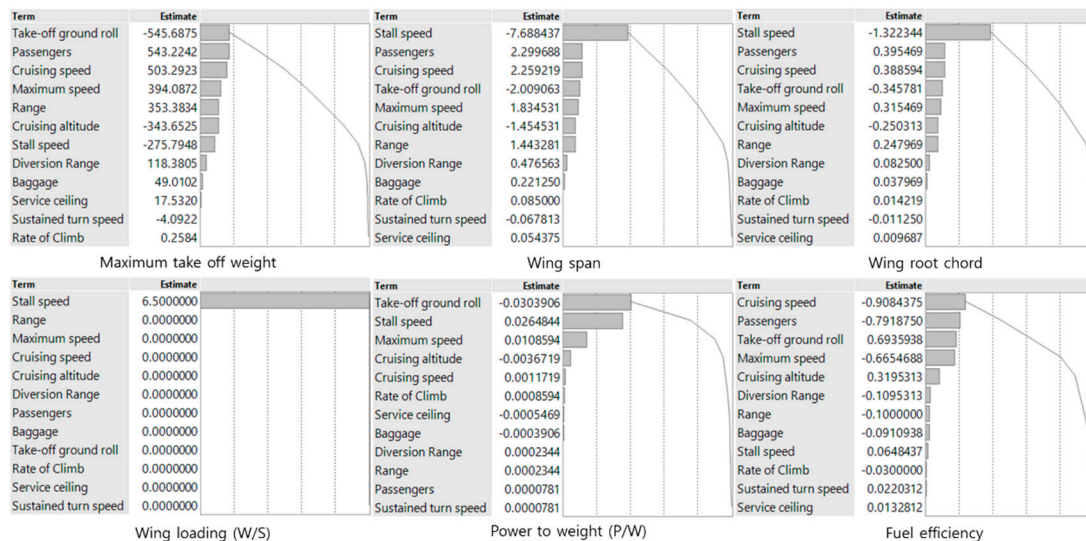 Term Estimate
Take-off ground roll -545.6875
Passengers 543.2242
Cruising speed 503.2923
Maximum speed 394.0872
Range 353.3834
Cruising altitude -343.6525
Stall speed -275.7948
Diversion Range 118.3805
Baggage 49.0102
Service ceiling 17.5320
Sustained turn speed -4.0922
Rate of Climb 0.2584
Maximum take off weight
Term Estimate
Stall speed -7.688437
Passengers 2.299688
Cruising speed 2.259219
Take-off ground roll -2.009063
Maximum speed 1.834531
Cruising altitude -1.454531
Range 1.443281
Diversion Range 0.476563
Baggage 0.221250
Rate of Climb 0.085000
Sustained turn speed -0.067813
Service ceiling 0.054375
Wing span
Term Estimate
Stall speed -1.322344
Passengers 0.395469
Cruising speed 0.388594
Take-off ground roll -0.345781
Maximum speed 0.315469
Cruising altitude -0.250313
Range 0.247969
Diversion Range 0.082500
Baggage 0.037969
Rate of Climb 0.014219
Sustained turn speed -0.011250
Service ceiling 0.009687
Wing root chord
Term Estimate
Stall speed 6.5000000
Range 0.0000000
Maximum speed 0.0000000
Cruising speed 0.0000000
Cruising altitude 0.0000000
Diversion Range 0.0000000
Passengers 0.0000000
Baggage 0.0000000
Take-off ground roll 0.0000000
Rate of Climb 0.0000000
Service ceiling 0.0000000
Sustained turn speed 0.0000000
Wing loading (W/S)
Term Estimate
Take-off ground roll -0.0303906
Stall speed 0.0264844
Maximum speed 0.0108594
Cruising altitude -0.0036719
Cruising speed 0.0011719
Rate of Climb 0.0008594
Service ceiling -0.0005469
Baggage -0.0003906
Diversion Range 0.0002344
Range 0.0002344
Passengers 0.0000781
Sustained turn speed 0.0000781
Power to weight (P/W)
Term Estimate
Cruising speed -0.9084375
Passengers -0.7918750
Take-off ground roll 0.6935938
Maximum speed -0.6654688
Cruising altitude 0.3195313
Diversion Range -0.1095313
Range -0.1000000
Baggage -0.0910938
Stall speed 0.0648437
Rate of Climb -0.0300000
Sustained turn speed 0.0220312
Service ceiling 0.0132812
Fuel efficiency